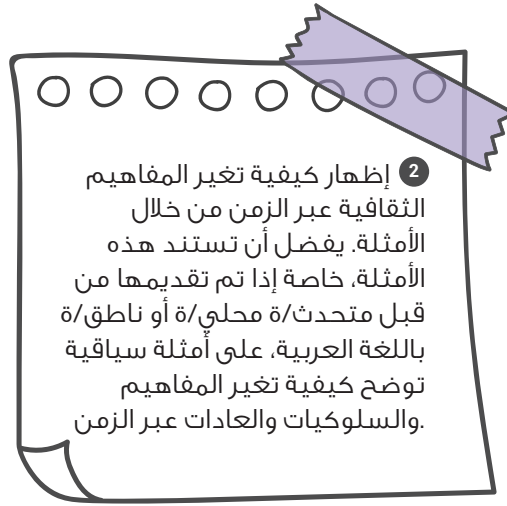 2 إظهار كيفية تغير المفاهيم
الثقافية عبر الزمن من خلال
الأمثلة. يفضل أن تستند هذه
الأمثلة، خاصة إذا تم تقديمها من
قبل متحدث/ة محلي/ة أو ناطق/ة
باللغة العربية، على أمثلة سياقية
توضح كيفية تغير المفاهيم
.والسلوكيات والعادات عبر الزمن